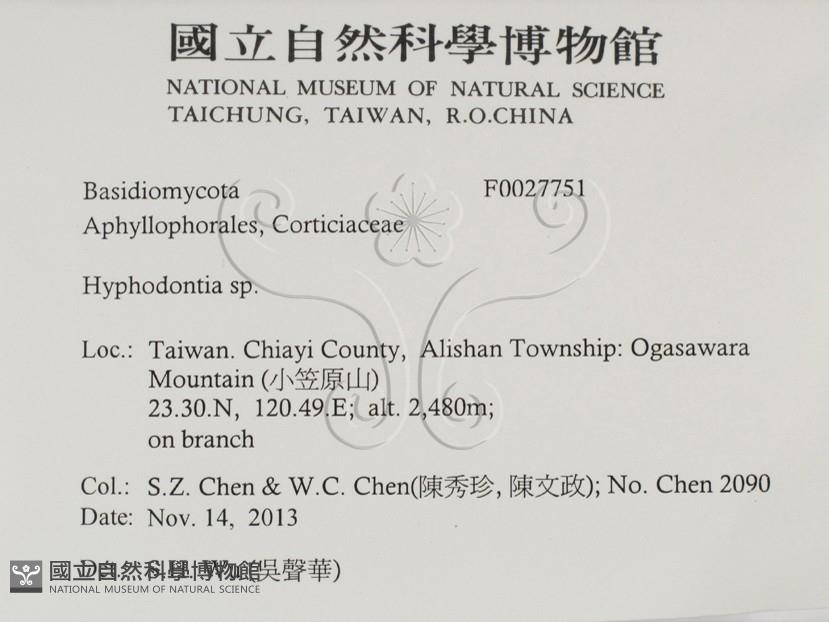 國立自然科學博物館
NATIONAL MUSEUM OF NATURAL SCIENCE
TAICHUNG, TAIWAN, R.O.CHINA
Basidiomycota F0027751
Aphyllophorales, Corticiaceae
Hyphodontia sp.
Loc.: Taiwan. Chiayi County, Alishan Township: Ogasawara
Mountain (小笠原山)
23.30.N, 120.49.E; alt. 2,480m;
on branch
Col.: S.Z. Chen & W.C. Chen(陳秀珍, 陳文政); No. Chen 2090
Date: Nov. 14, 2013
(吳聲華)
國立自然科學博物館
NATIONAL MUSEUM OF NATURAL SCIENCE